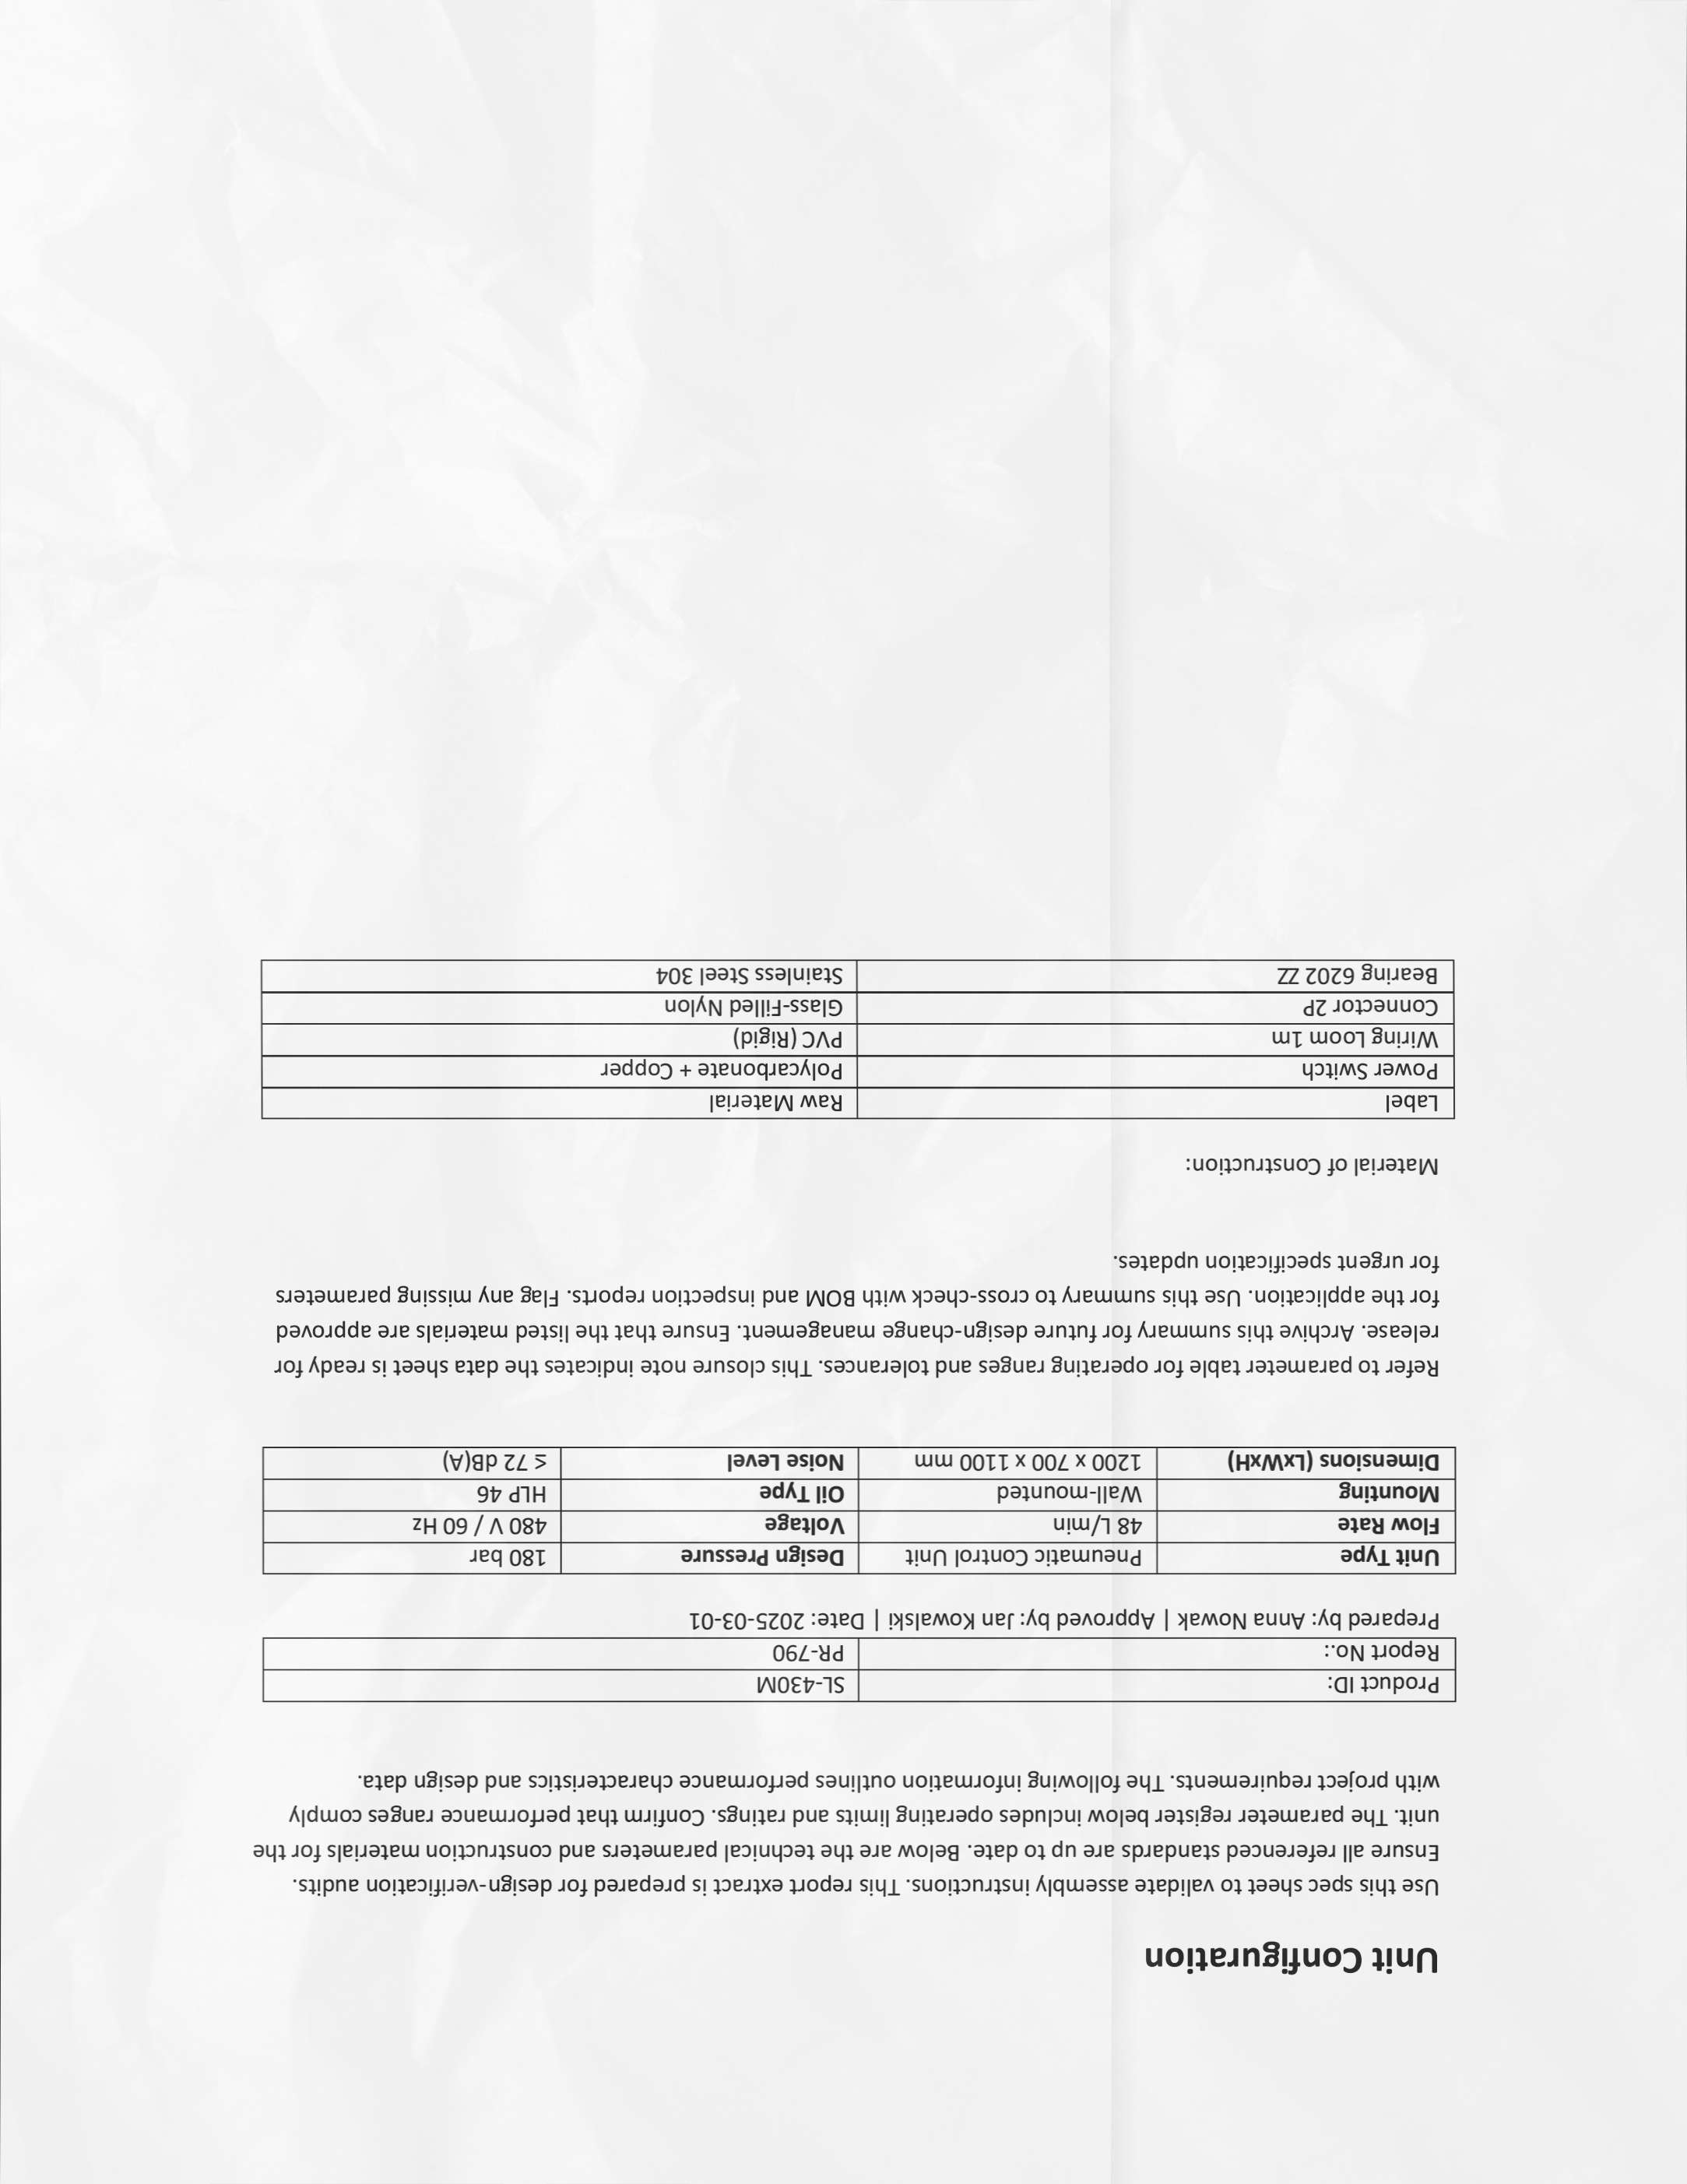 Unit Configuration
Use this spec sheet to validate assembly instructions. This report extract is prepared for design-verification audits.
Ensure all referenced standards are up to date. Below are the technical parameters and construction materials for the
unit. The parameter register below includes operating limits and ratings. Confirm that performance ranges comply
with project requirements. The following information outlines performance characteristics and design data.
Product ID: SL-430M
Report No.: PR-790
Prepared by: Anna Nowak | Approved by: Jan Kowalski | Date: 2025-03-01
Unit Type Pneumatic Control Unit Design Pressure 180 bar
Flow Rate 48 L/min Voltage 480 V / 60 Hz
Mounting Wall-mounted Oil Type HLP 46
Dimensions (LxWxH) 1200 x 700 x 1100 mm Noise Level ≤ 72 dB(A)
Refer to parameter table for operating ranges and tolerances. This closure note indicates the data sheet is ready for
release. Archive this summary for future design-change management. Ensure that the listed materials are approved
for the application. Use this summary to cross-check with BOM and inspection reports. Flag any missing parameters
for urgent specification updates.
Material of Construction:
Label Raw Material
Power Switch Polycarbonate + Copper
Wiring Loom 1m PVC (Rigid)
Connector 2P Glass-Filled Nylon
Bearing 6202 ZZ Stainless Steel 304